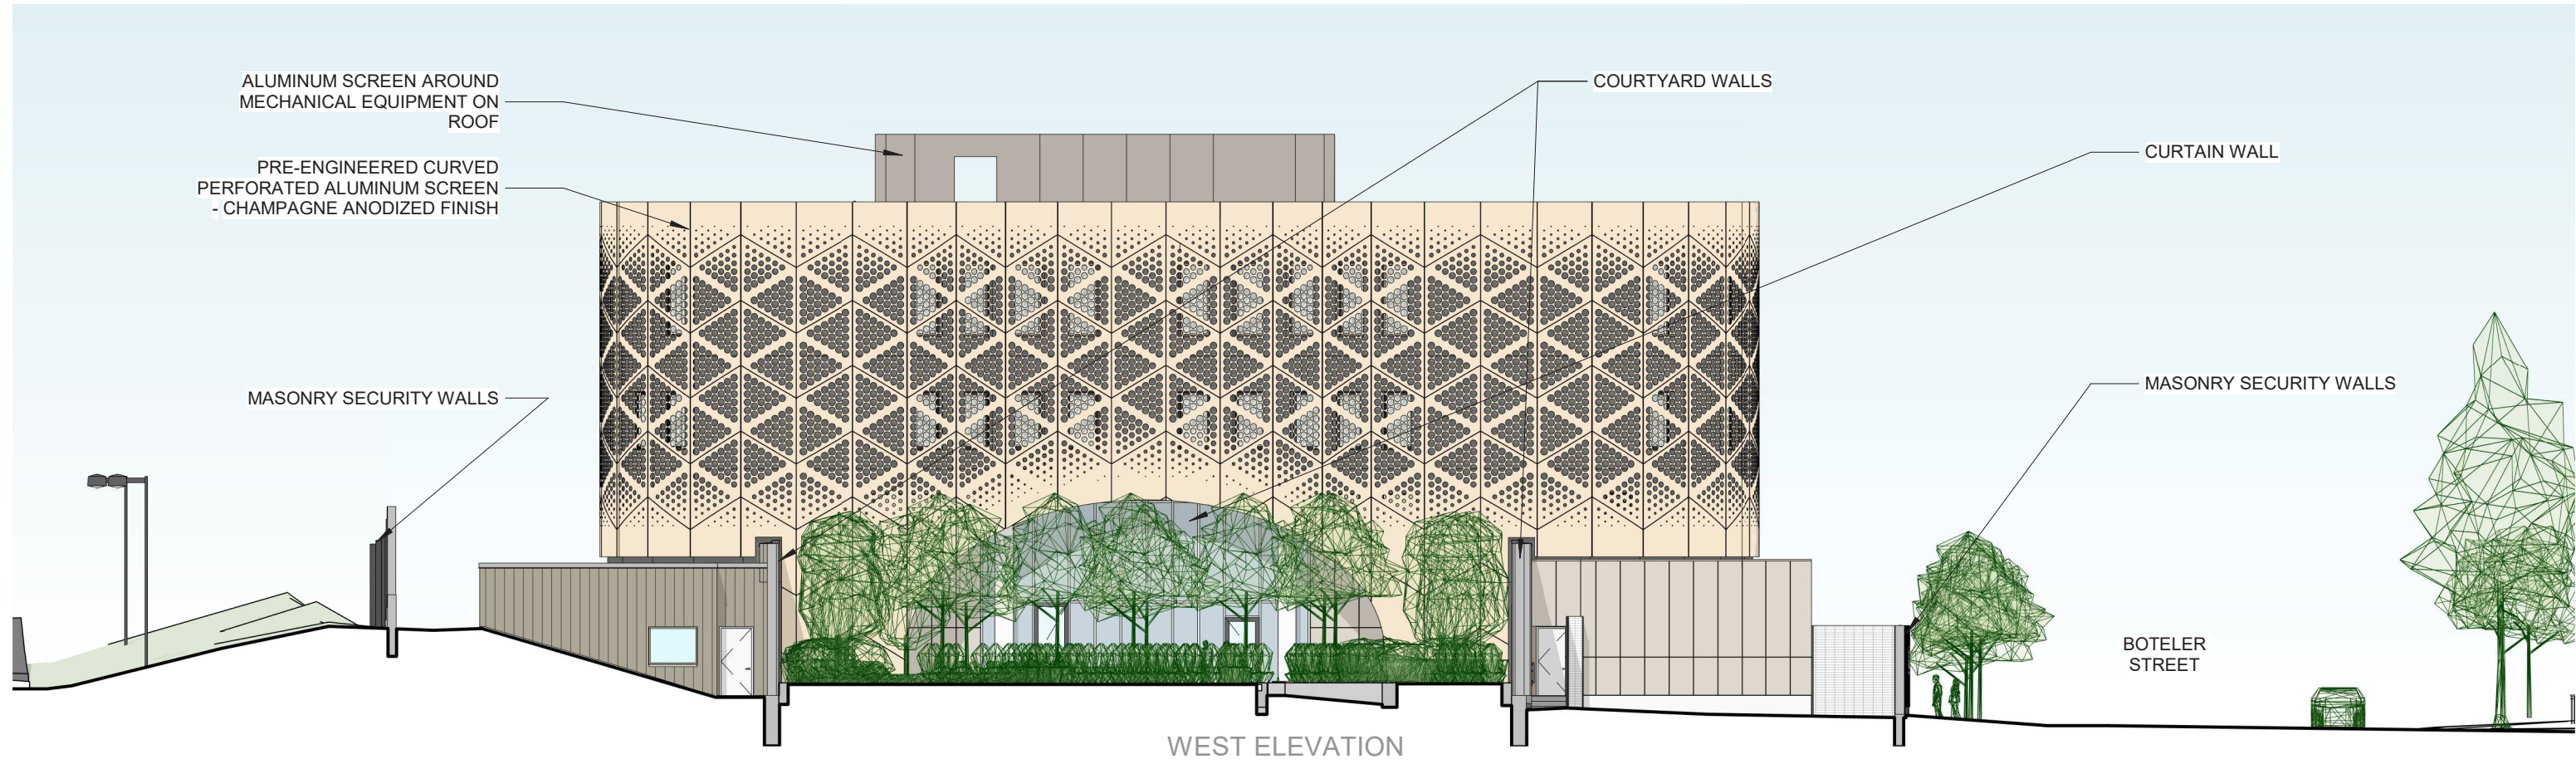 ALUMINUM SCREEN AROUND
MECHANICAL EQUIPMENT ON
ROOF
PRE-ENGINEERED CURVED
PERFORATED ALUMINUM SCREEN
- CHAMPAGNE ANODIZED FINISH
MASONRY SECURITY WALLS
COURTYARD WALLS
CURTAIN WALL
MASONRY SECURITY WALLS
BOTELER
STREET
WEST ELEVATION